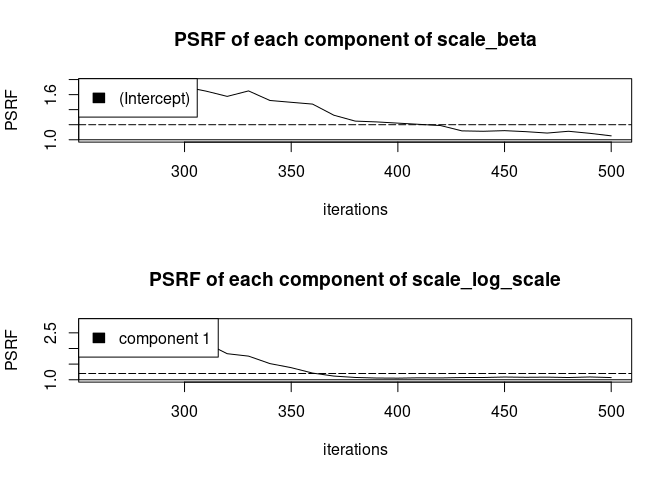 PSRF of each component of scale_beta
PSRF
1.6
1.0
(Intercept)
300 350 400 450 500
iterations
PSRF of each component of scale_log_scale
PSRF
2.5
1.0
component 1
300 350 400 450 500
iterations